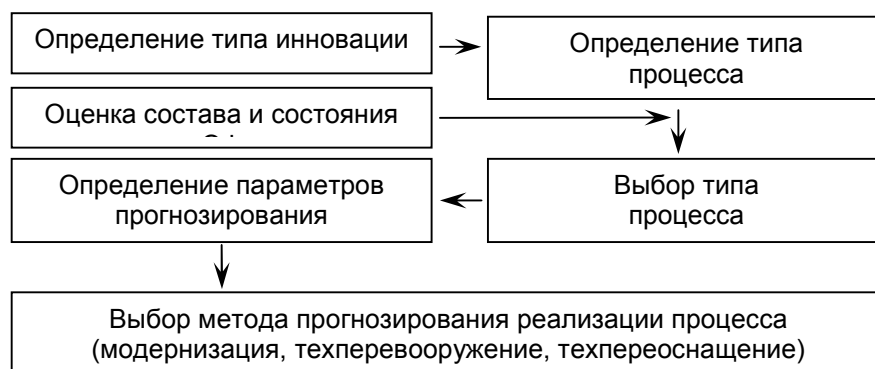 Определение типа инновации
Определение типа
процесса
Оценка состава и состояния
Определение параметров
прогнозирования
Выбор типа
процесса
Выбор метода прогнозирования реализации процесса
(модернизация, техперевооружение, техпереоснащение)